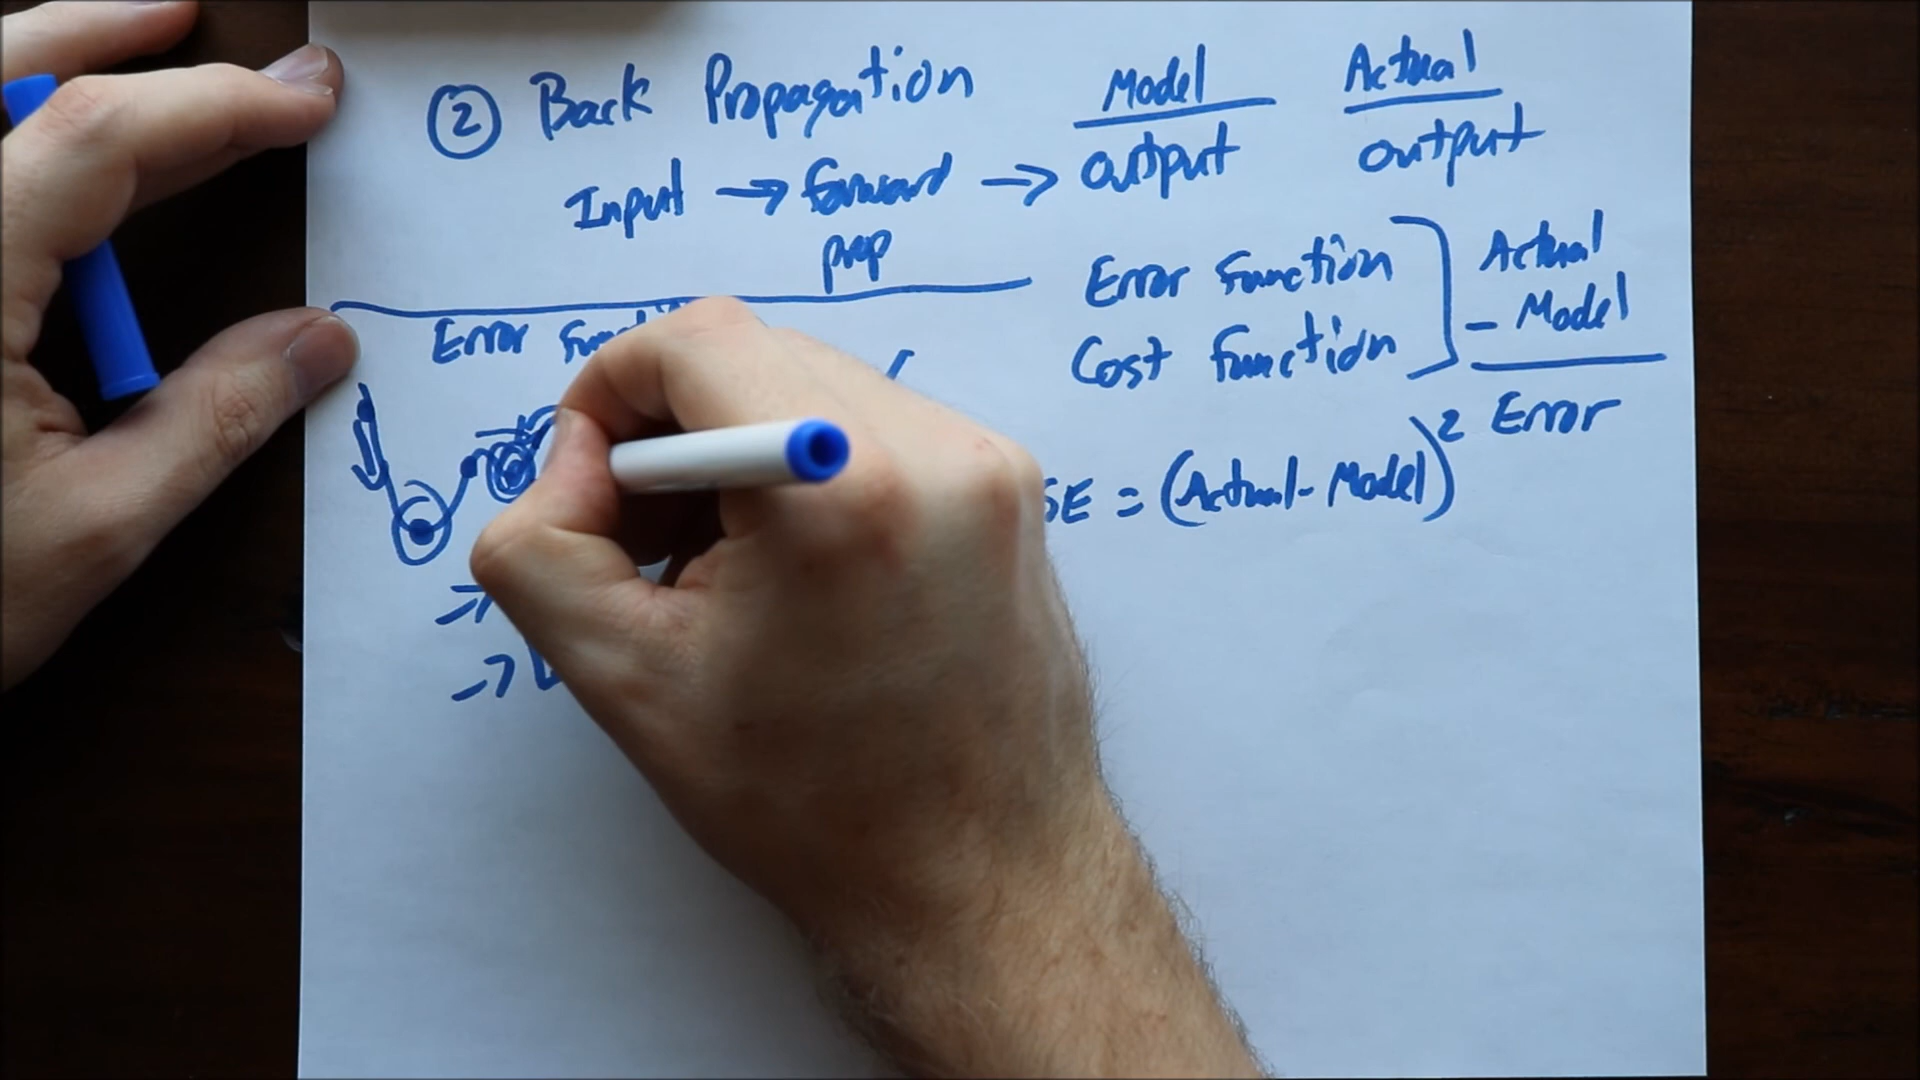 ② Back Propagation
Input → forward → Model output
prop
Actual output
Error Function
Cost Function
Actual
- Model
Error
Error
SE = (Actual - Model)²